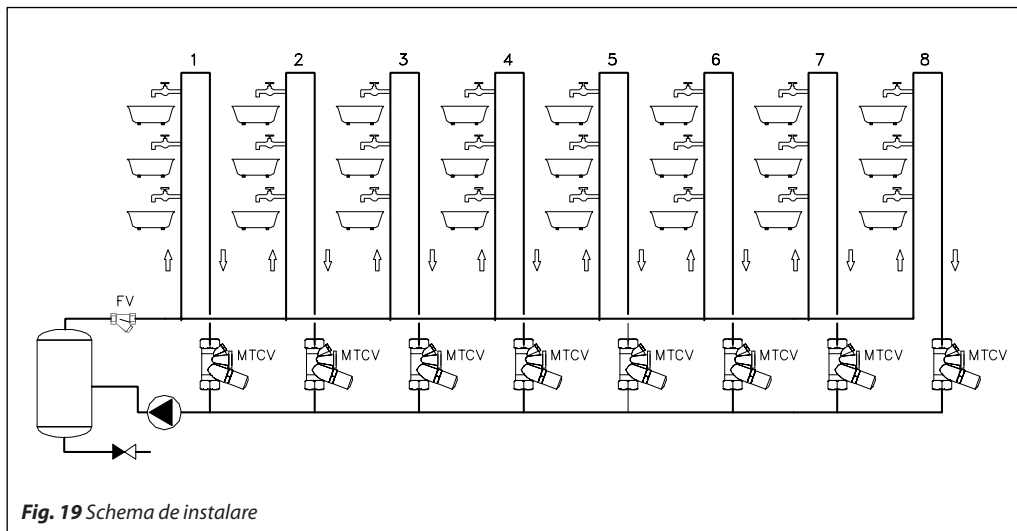 1 2 3 4 5 6 7 8
FV
MTCV MTCV MTCV MTCV MTCV MTCV MTCV MTCV
Fig. 19 Schema de instalare